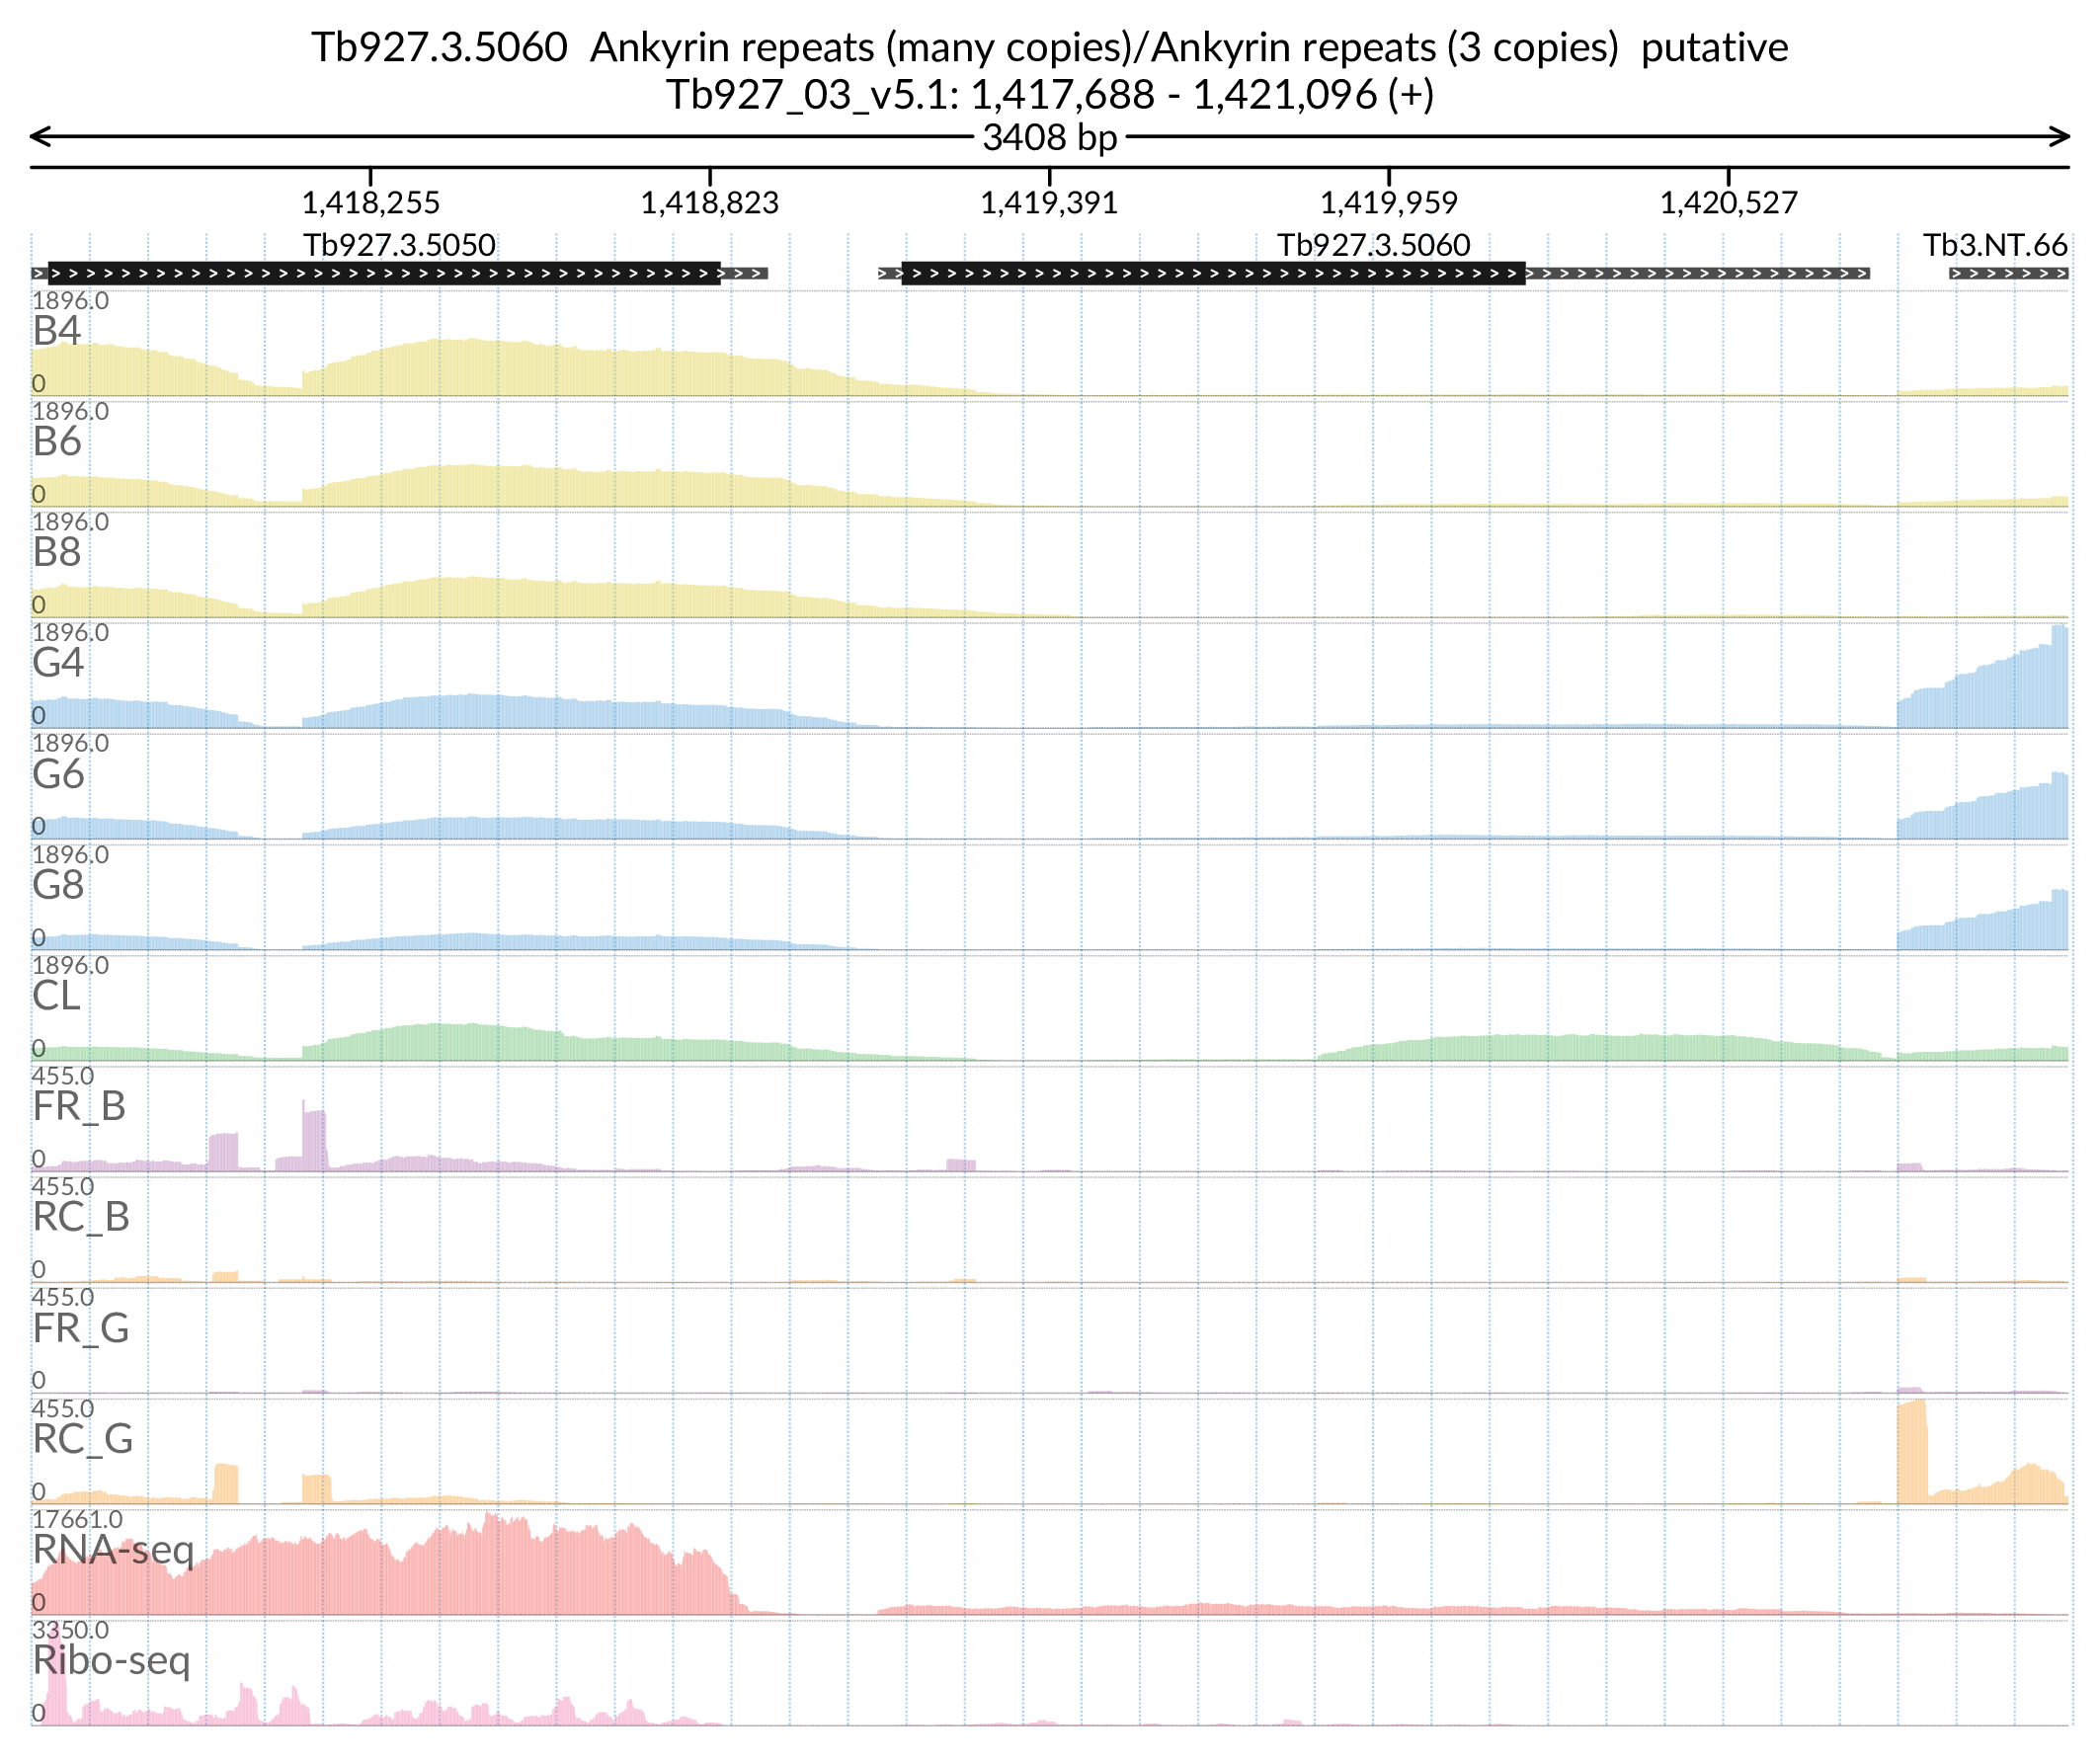 Tb927.3.5060  Ankyrin repeats (many copies)/Ankyrin repeats (3 copies)  putative
Tb927_03_v5.1: 1,417,688 - 1,421,096 (+)
3408 bp
1,418,255 1,418,823 1,419,391 1,419,959 1,420,527
Tb927.3.5050 Tb927.3.5060 Tb3.NT.66
1896.0
B4
0
1896.0
B6
0
1896.0
B8
0
1896.0
G4
0
1896.0
G6
0
1896.0
G8
0
1896.0
CL
0
455.0
FR_B
0
455.0
RC_B
0
455.0
FR_G
0
455.0
RC_G
0
17661.0
RNA-seq
0
3350.0
Ribo-seq
0